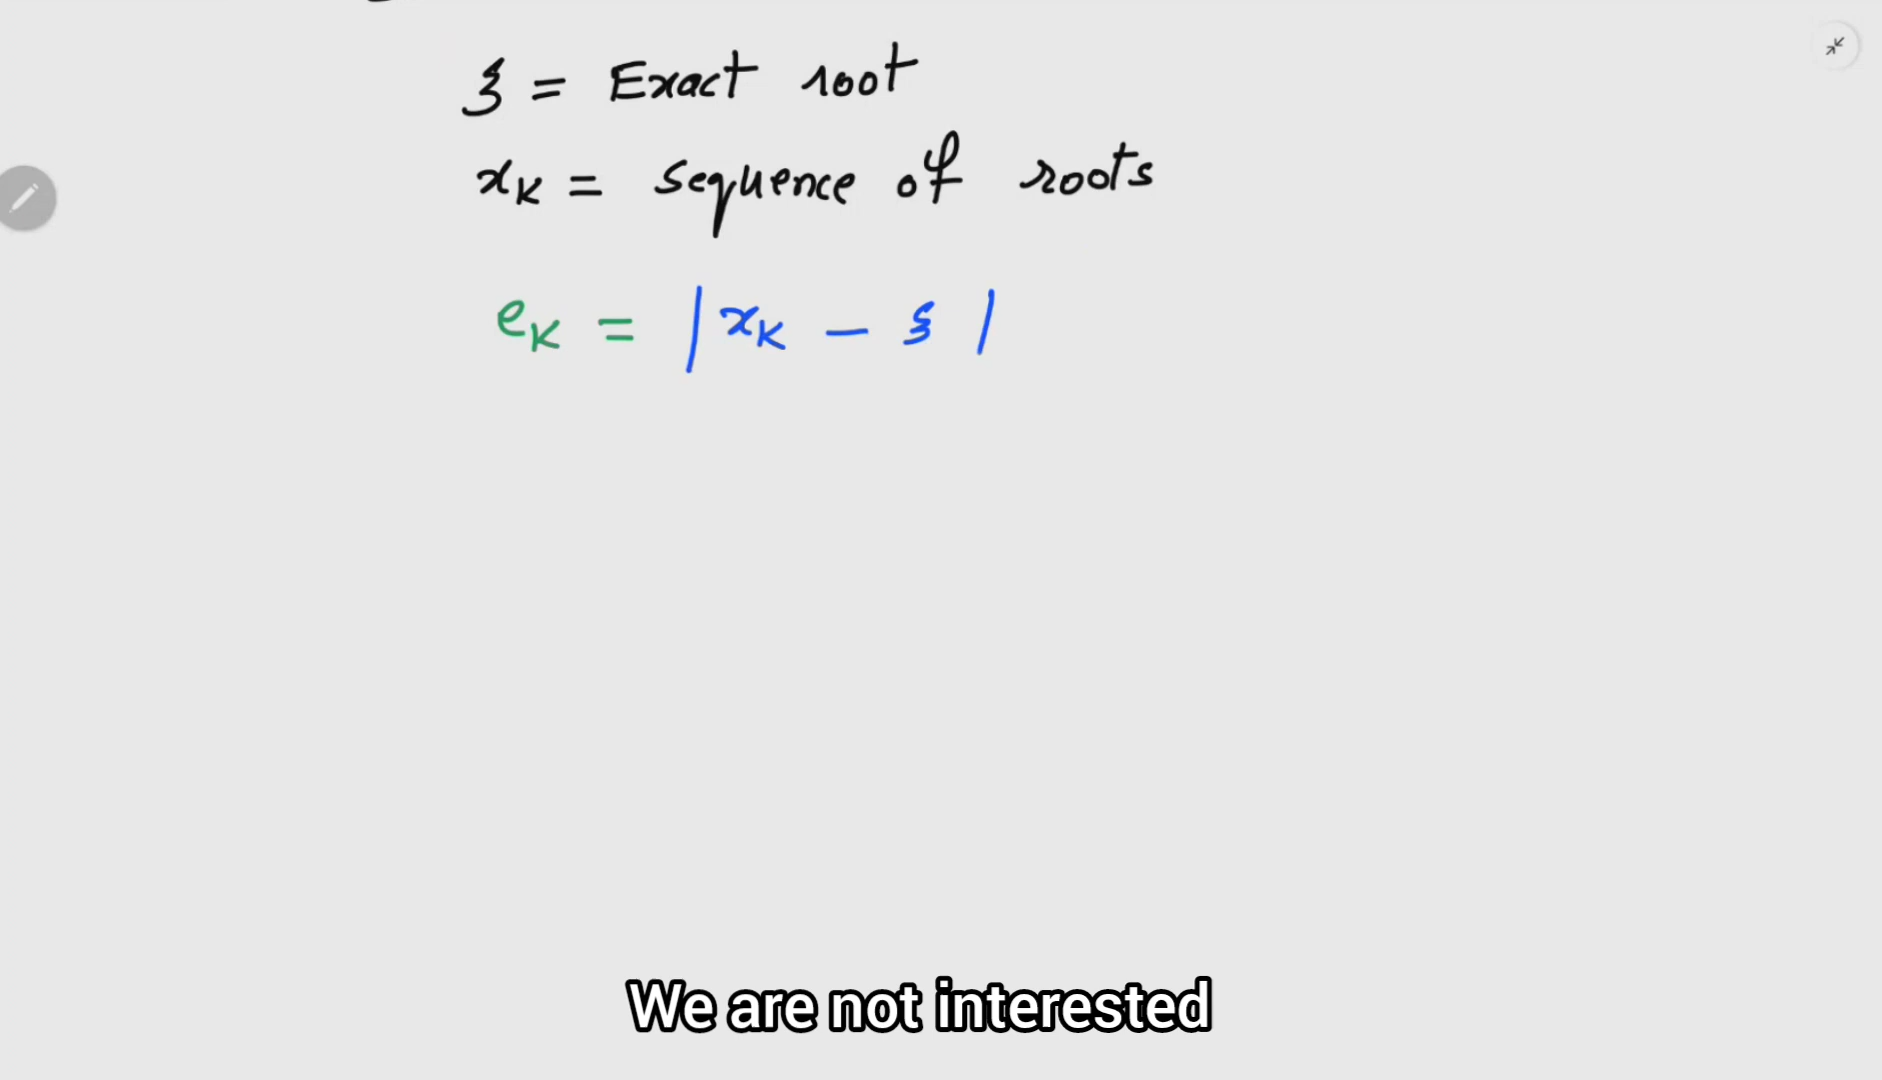 ξ = Exact root
x_k = sequence of roots
e_k = | x_k - ξ |
We are not interested